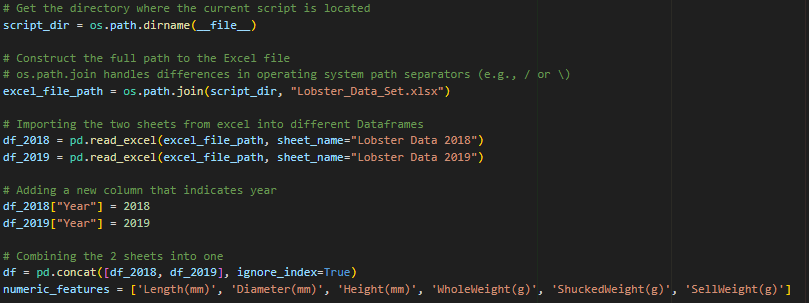 # Get the directory where the current script is located
script_dir = os.path.dirname(__file__)
# Construct the full path to the Excel file
# os.path.join handles differences in operating system path separators (e.g., / or \)
excel_file_path = os.path.join(script_dir, "Lobster_Data_Set.xlsx")
# Importing the two sheets from excel into different Dataframes
df_2018 = pd.read_excel(excel_file_path, sheet_name="Lobster Data 2018")
df_2019 = pd.read_excel(excel_file_path, sheet_name="Lobster Data 2019")
# Adding a new column that indicates year
df_2018["Year"] = 2018
df_2019["Year"] = 2019
# Combining the 2 sheets into one
df = pd.concat([df_2018, df_2019], ignore_index=True)
numeric_features = ['Length(mm)', 'Diameter(mm)', 'Height(mm)', 'WholeWeight(g)', 'ShuckedWeight(g)', 'SellWeight(g)']